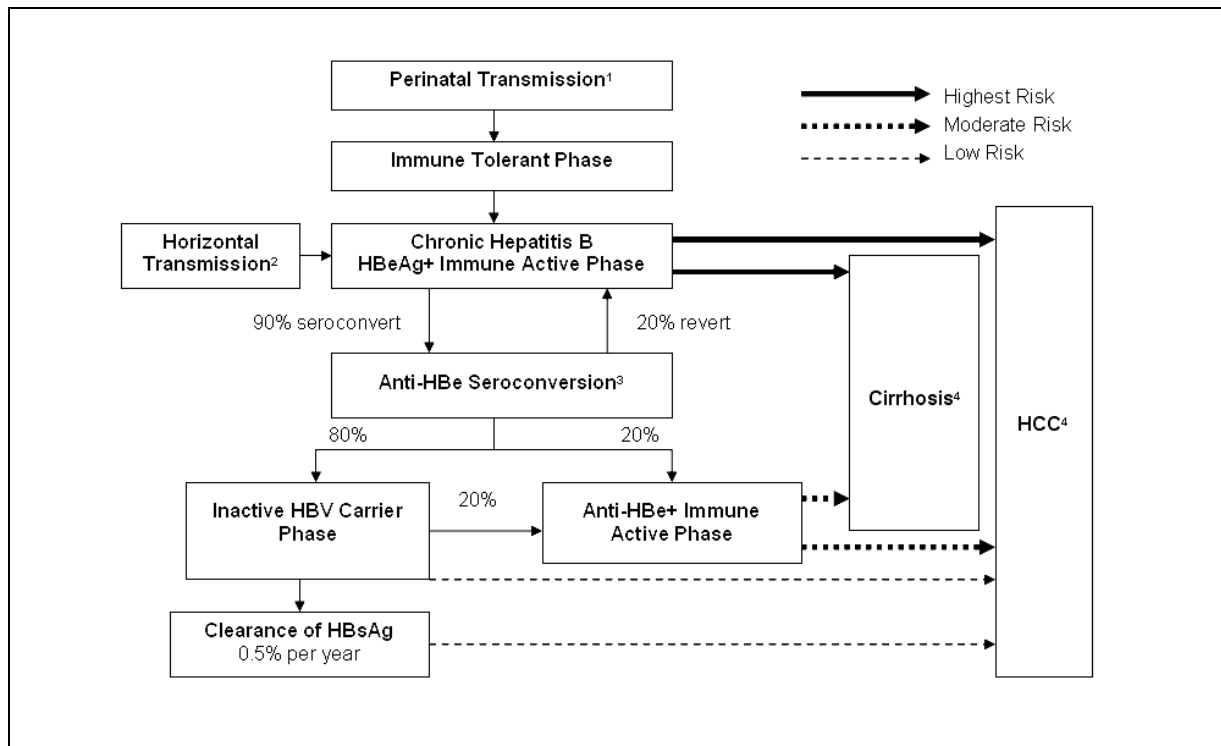 Perinatal Transmission¹
Highest Risk
Moderate Risk
Low Risk
Immune Tolerant Phase
Horizontal
Transmission²
Chronic Hepatitis B
HBeAg+ Immune Active Phase
90% seroconvert
20% revert
Anti-HBe Seroconversion³
Cirrhosis⁴
HCC⁴
80%
20%
Inactive HBV Carrier
Phase
20%
Anti-HBe+ Immune
Active Phase
Clearance of HBsAg
0.5% per year